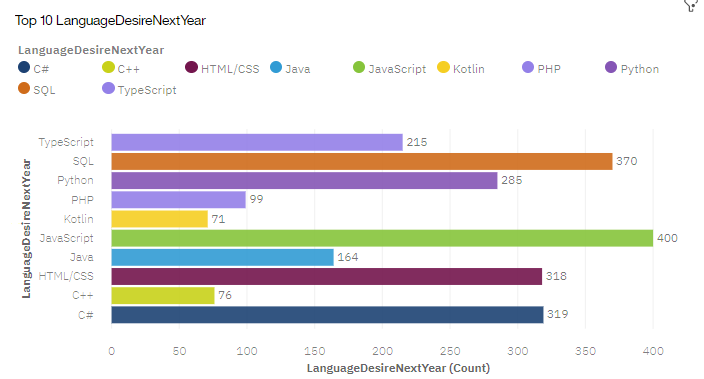 Top 10 LanguageDesireNextYear
LanguageDesireNextYear
C# C++ HTML/CSS Java JavaScript Kotlin PHP Python
SQL TypeScript
LanguageDesireNextYear
TypeScript 215
SQL 370
Python 285
PHP 99
Kotlin 71
JavaScript 400
Java 164
HTML/CSS 318
C++ 76
C# 319
0 50 100 150 200 250 300 350 400
LanguageDesireNextYear (Count)